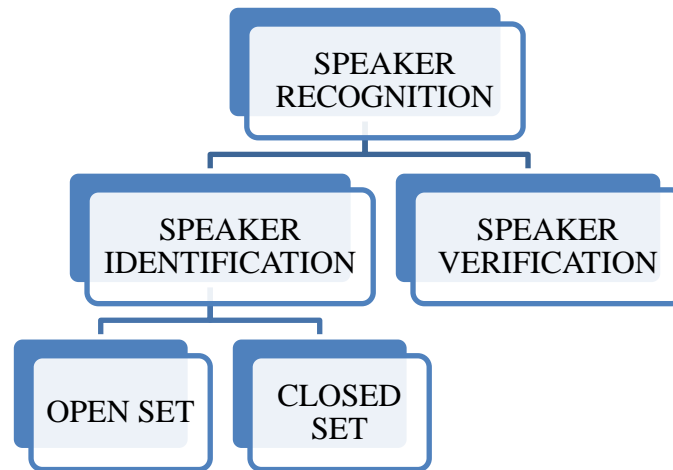 SPEAKER
RECOGNITION
SPEAKER
IDENTIFICATION
SPEAKER
VERIFICATION
OPEN SET
CLOSED
SET